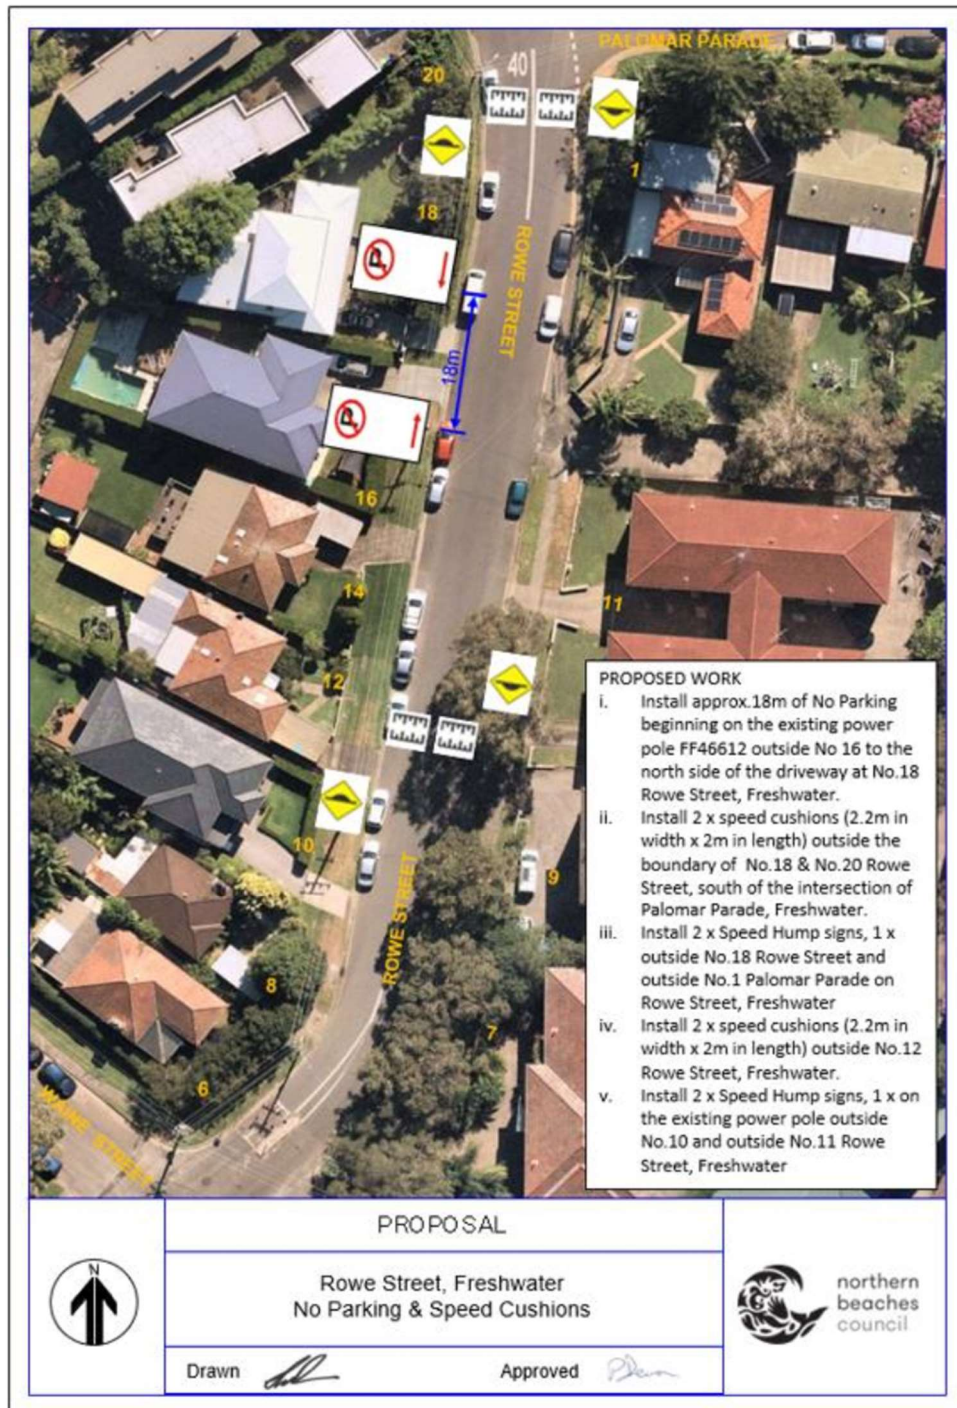 PALOMAR PARADE
40
20
1
18
P
ROWE STREET
18m
P
16
14
11
12
10
9
ROWE STREET
8
7
6
WAINE STREET
PROPOSED WORK
i. Install approx.18m of No Parking
beginning on the existing power
pole FF46612 outside No 16 to the
north side of the driveway at No.18
Rowe Street, Freshwater.
ii. Install 2 x speed cushions (2.2m in
width x 2m in length) outside the
boundary of No.18 & No.20 Rowe
Street, south of the intersection of
Palomar Parade, Freshwater.
iii. Install 2 x Speed Hump signs, 1 x
outside No.18 Rowe Street and
outside No.1 Palomar Parade on
Rowe Street, Freshwater
iv. Install 2 x speed cushions (2.2m in
width x 2m in length) outside No.12
Rowe Street, Freshwater.
v. Install 2 x Speed Hump signs, 1 x on
the existing power pole outside
No.10 and outside No.11 Rowe
Street, Freshwater
PROPOSAL
N
Rowe Street, Freshwater
No Parking & Speed Cushions
northern
beaches
council
Drawn
Approved